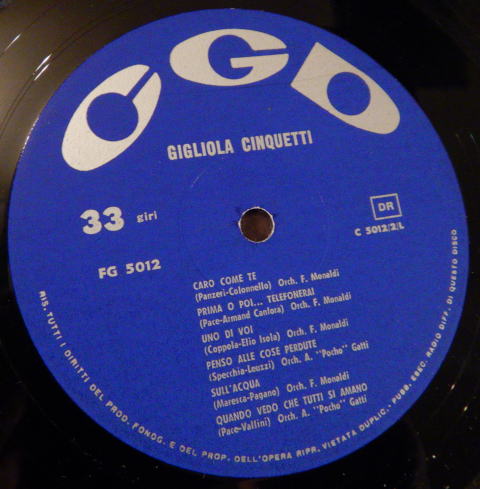 CGD
GIGLIOLA CINQUETTI
33 giri
DR
FG 5012
C 5012/2/L
CARO COME TE
(Panzeri-Colonnello) Orch. F. Monaldi
PRIMA O POI... TELEFONERAI
(Pace-Armand Canfora) Orch. F. Monaldi
UNO DI VOI
(Coppola-Elio Isola) Orch. F. Monaldi
PENSO ALLE COSE PERDUTE
(Specchia-Leuzzi) Orch. A. "Pocho" Gatti
SULL'ACQUA
(Maresca-Pagano) Orch. F. Monaldi
QUANDO VEDO CHE TUTTI SI AMANO
(Pace-Vallini) Orch. A. "Pocho" Gatti
RIS. TUTTI I DIRITTI DEL PROD. FONOG. E DEL PROP. DELL'OPERA RIPR. VIETATA DUPLIC. PUBB. ESEC. RADIO DIFF. DI QUESTO DISCO